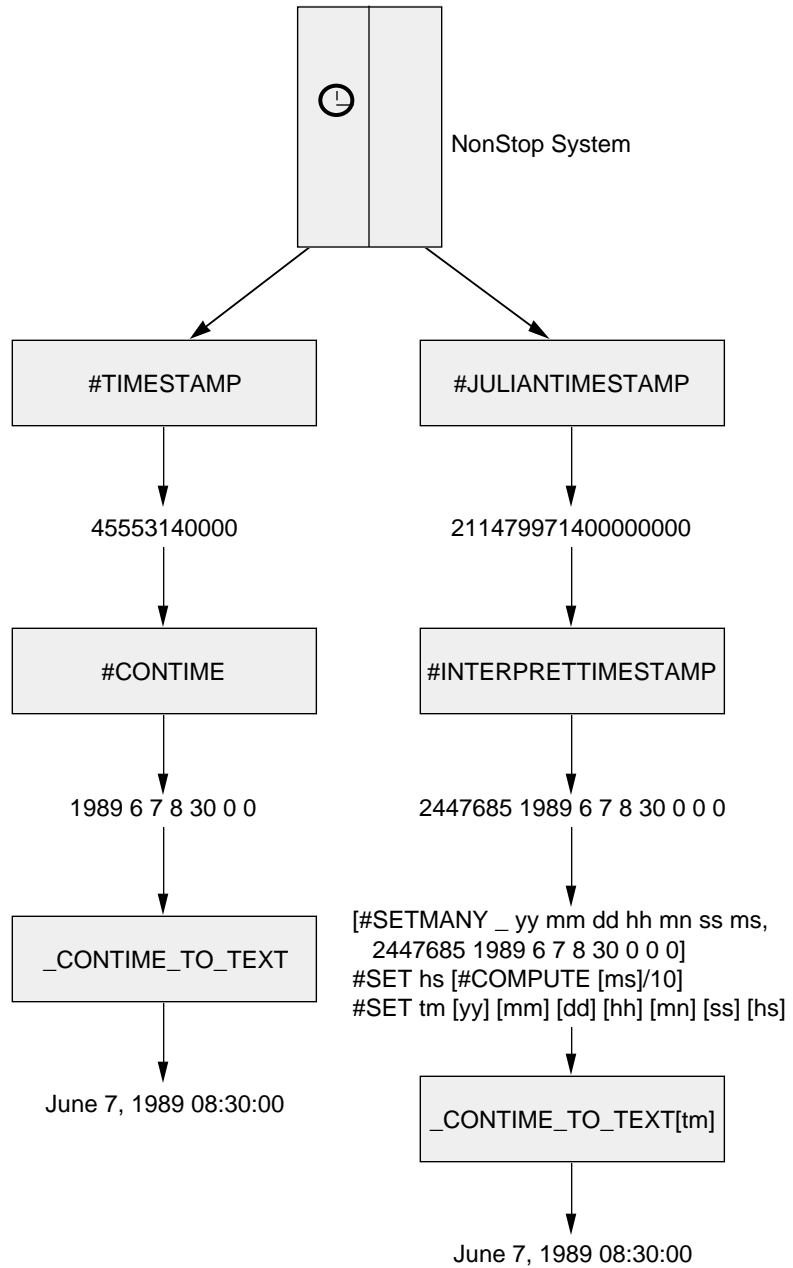 NonStop System
#TIMESTAMP
#JULIANTIMESTAMP
45553140000
211479971400000000
#CONTIME
#INTERPRETTIMESTAMP
1989 6 7 8 30 0 0
2447685 1989 6 7 8 30 0 0 0
[#SETMANY _ yy mm dd hh mn ss ms,
2447685 1989 6 7 8 30 0 0 0]
#SET hs [#COMPUTE [ms]/10]
#SET tm [yy] [mm] [dd] [hh] [mn] [ss] [hs]
_CONTIME_TO_TEXT
June 7, 1989 08:30:00
_CONTIME_TO_TEXT[tm]
June 7, 1989 08:30:00